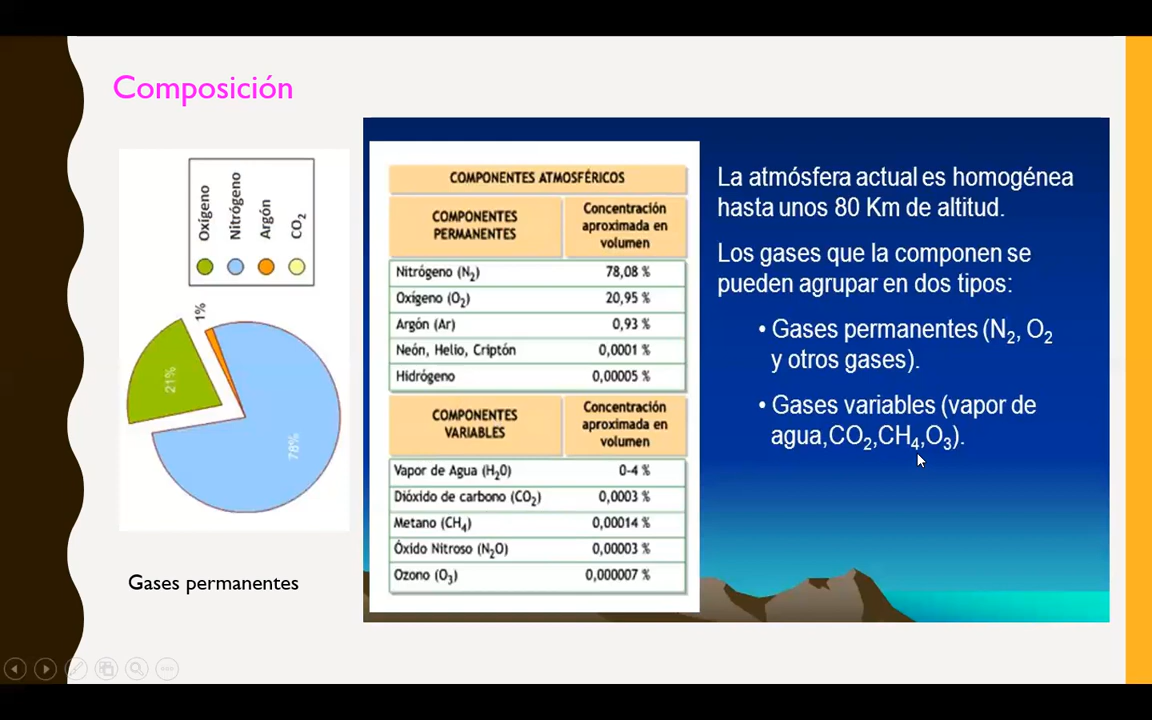 Composición
Oxígeno
Nitrógeno
Argón
CO₂
1%
21%
78%
Gases permanentes
COMPONENTES ATMOSFÉRICOS
COMPONENTES
PERMANENTES
Concentración
aproximada en
volumen
Nitrógeno (N₂) 78,08 %
Oxígeno (O₂) 20,95 %
Argón (Ar) 0,93 %
Neón, Helio, Criptón 0,0001 %
Hidrógeno 0,00005 %
COMPONENTES
VARIABLES
Concentración
aproximada en
volumen
Vapor de Agua (H₂0) 0-4 %
Dióxido de carbono (CO₂) 0,0003 %
Metano (CH₄) 0,00014 %
Óxido Nitroso (N₂O) 0,00003 %
Ozono (O₃) 0,000007 %
La atmósfera actual es homogénea
hasta unos 80 Km de altitud.
Los gases que la componen se
pueden agrupar en dos tipos:
• Gases permanentes (N₂, O₂
y otros gases).
• Gases variables (vapor de
agua,CO₂,CH₄,O₃).